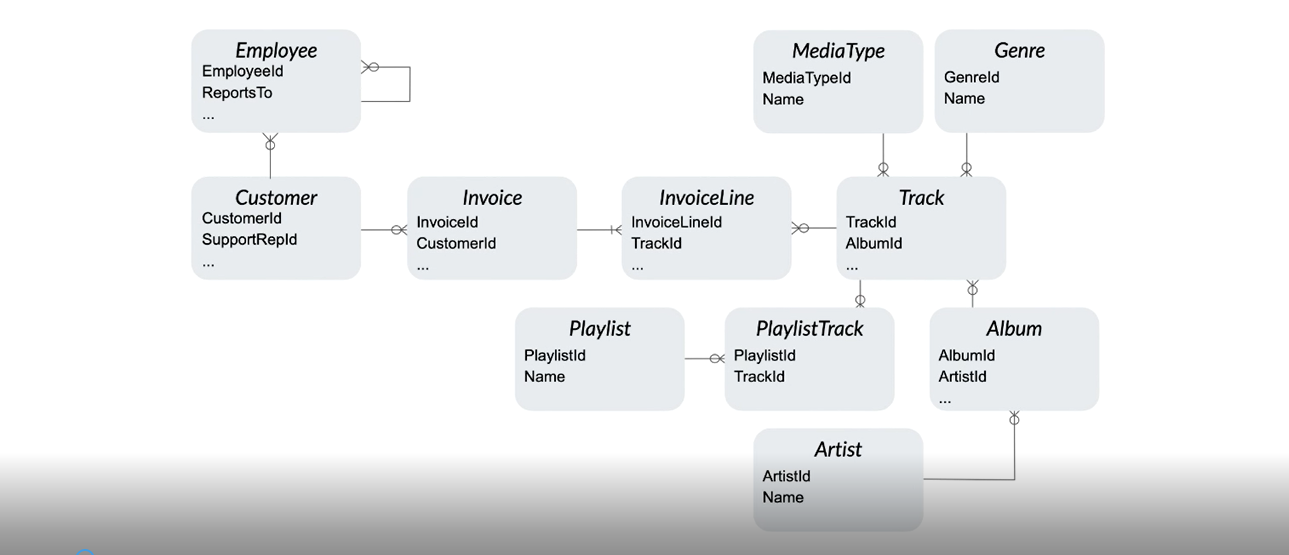 Employee
EmployeeId
ReportsTo
...
MediaType
MediaTypeId
Name
Genre
GenreId
Name
Customer
CustomerId
SupportRepId
...
Invoice
InvoiceId
CustomerId
...
InvoiceLine
InvoiceLineId
TrackId
...
Track
TrackId
AlbumId
...
Playlist
PlaylistId
Name
PlaylistTrack
PlaylistId
TrackId
Album
AlbumId
ArtistId
...
Artist
ArtistId
Name